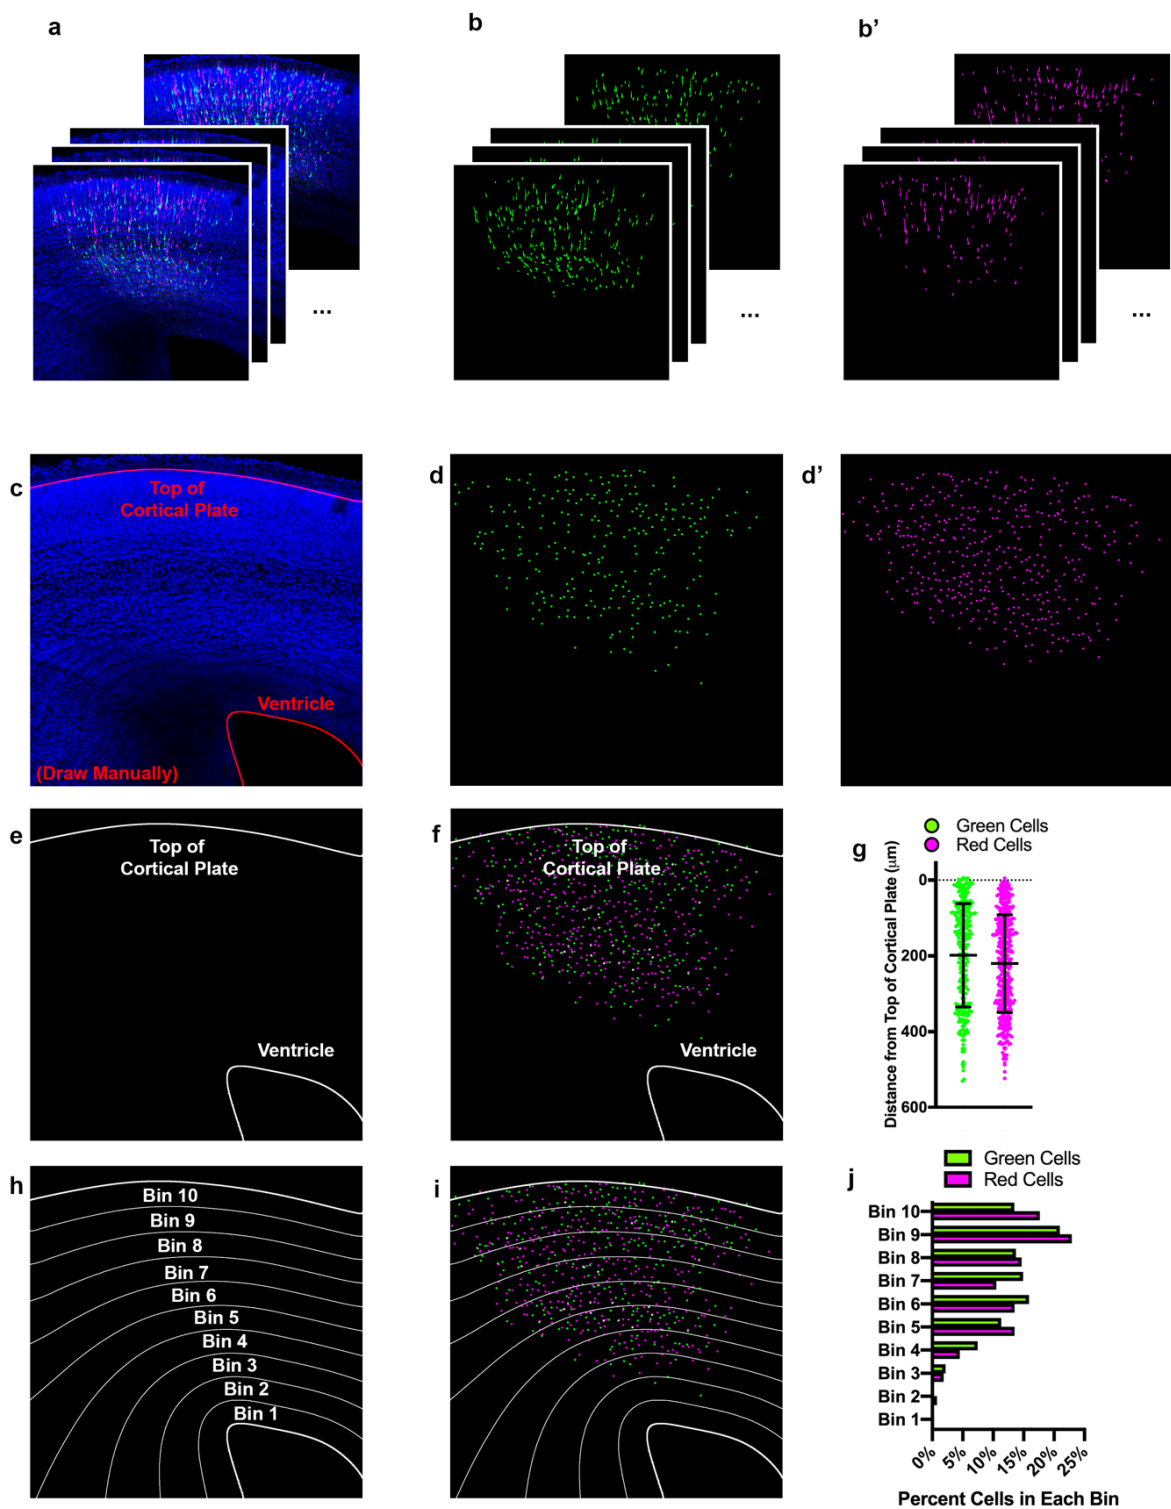 a
b
b'
...
...
...
c
Top of
Cortical Plate
Ventricle
(Draw Manually)
d
d'
e
Top of
Cortical Plate
Ventricle
f
Top of
Cortical Plate
Ventricle
g
Green Cells
Red Cells
Distance from Top of Cortical Plate (μm)
0
200
400
600
h
Bin 10
Bin 9
Bin 8
Bin 7
Bin 6
Bin 5
Bin 4
Bin 3
Bin 2
Bin 1
i
j
Green Cells
Red Cells
Bin 10
Bin 9
Bin 8
Bin 7
Bin 6
Bin 5
Bin 4
Bin 3
Bin 2
Bin 1
0% 5% 10% 15% 20% 25%
Percent Cells in Each Bin